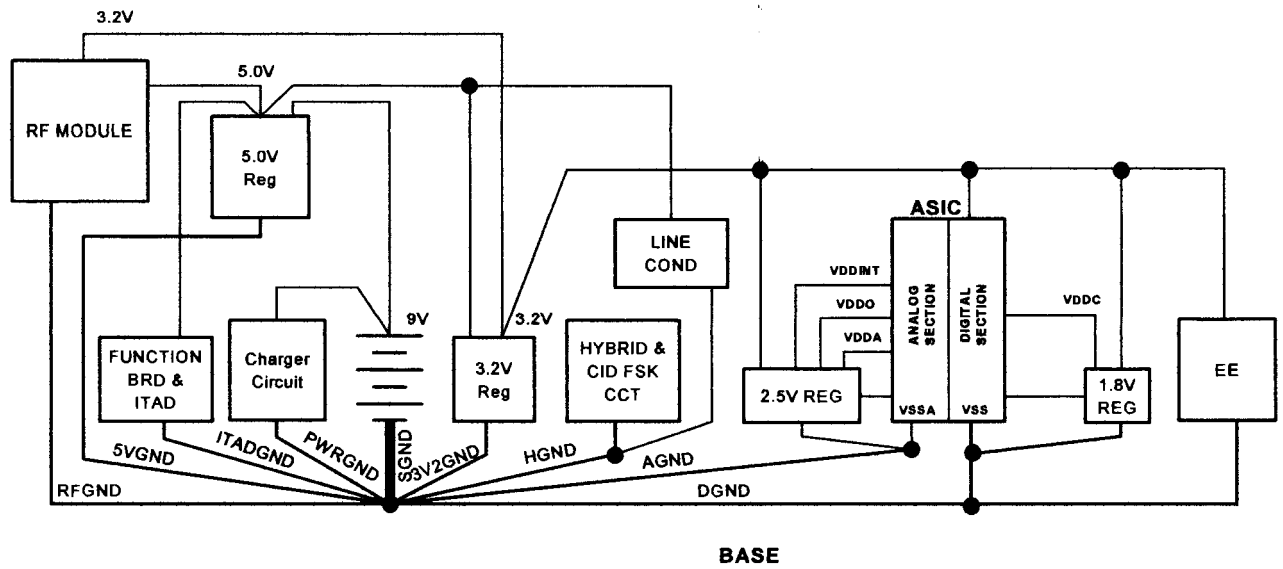 3.2V
5.0V
RF MODULE
5.0V
Reg
ASIC
LINE
COND
VDDINT
VDDO
VDDA
VDDC
ANALOG
SECTION
DIGITAL
SECTION
9V
3.2V
FUNCTION
BRD &
ITAD
Charger
Circuit
3.2V
Reg
HYBRID &
CID FSK
CCT
2.5V REG
VSSA
VSS
1.8V
REG
EE
5VGND
ITADGND
PWRGND
SGND
3V2GND
HGND
AGND
RFGND
DGND
BASE